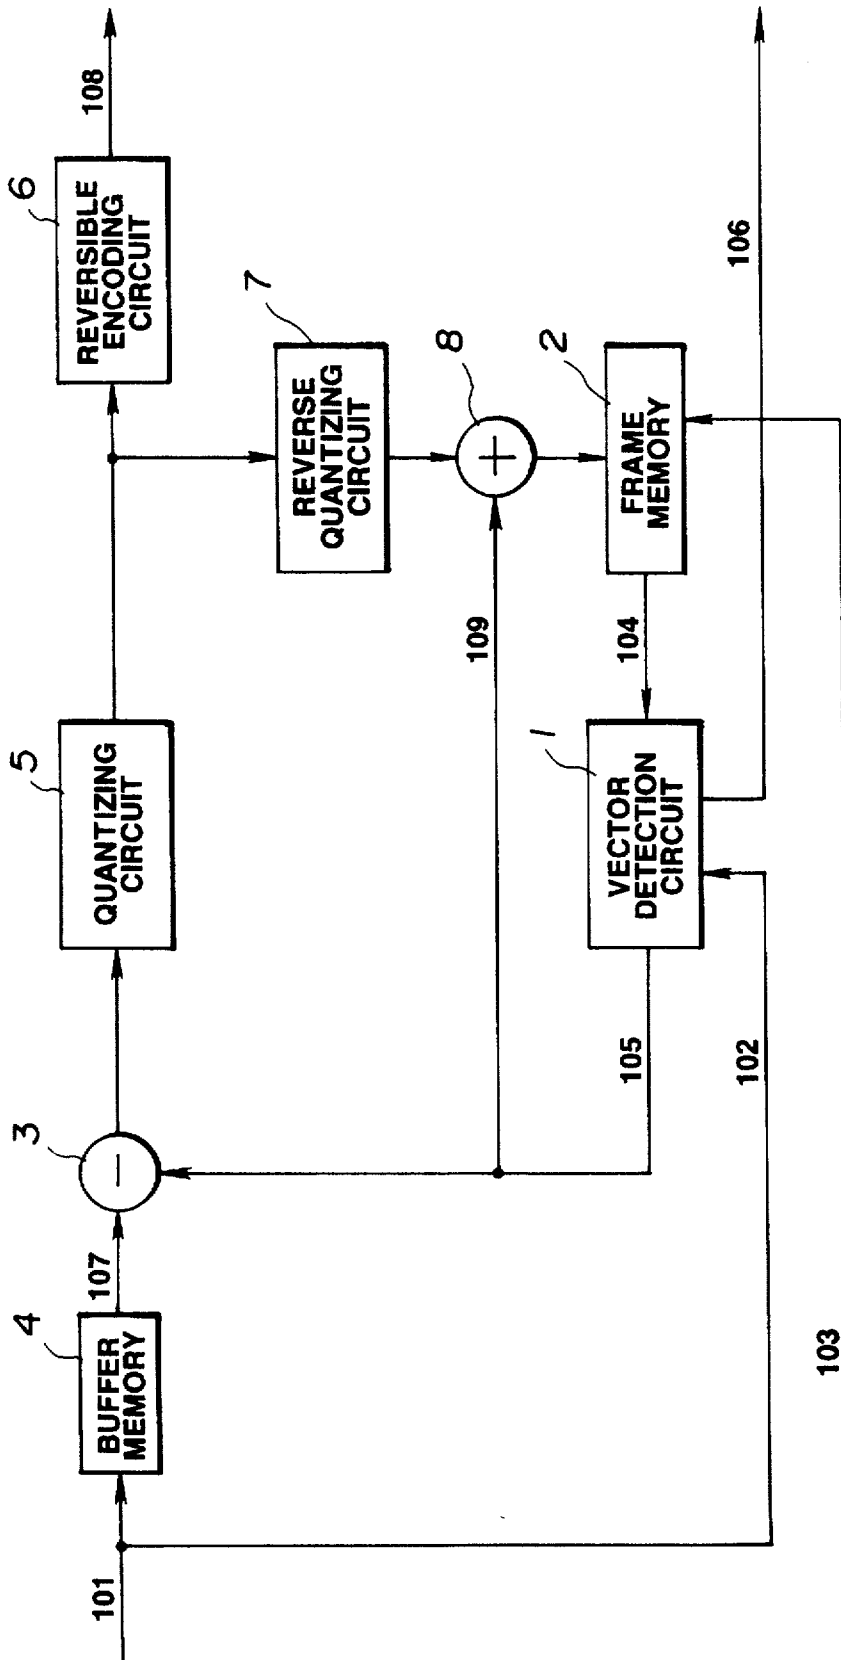 101
4
BUFFER
MEMORY
107
3
5
QUANTIZING
CIRCUIT
6
REVERSIBLE
ENCODING
CIRCUIT
108
7
REVERSE
QUANTIZING
CIRCUIT
8
109
2
FRAME
MEMORY
104
1
VECTOR
DETECTION
CIRCUIT
105
102
106
103